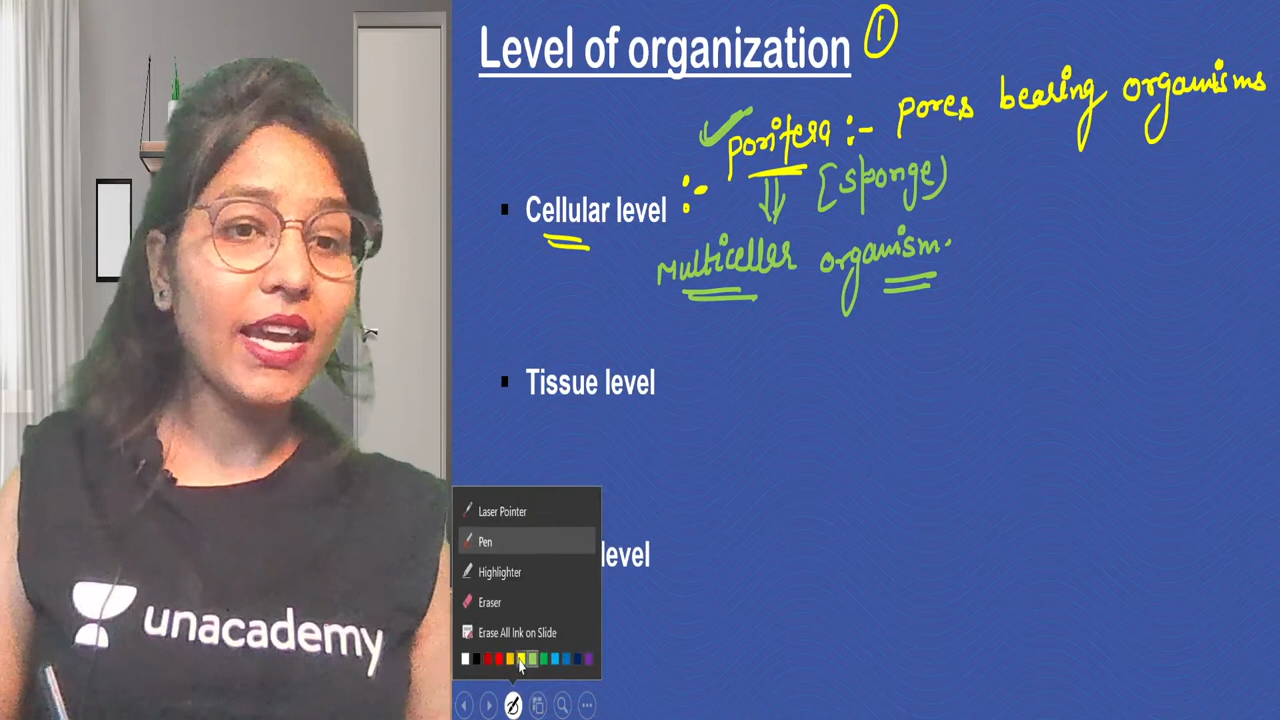 Level of organization ①
porifera :- pores bearing organisms
Cellular level :- (sponge)
Multiceller organism.
Tissue level
level
Laser Pointer
Pen
Highlighter
Eraser
Erase All Ink on Slide
unacademy